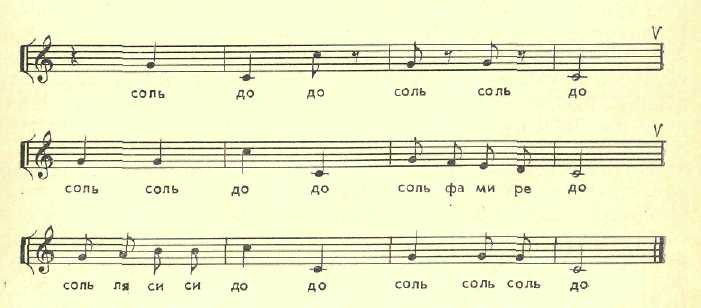 V
соль до до соль соль до
V
соль соль до до соль фа ми ре до
соль ля си си до до соль соль соль до